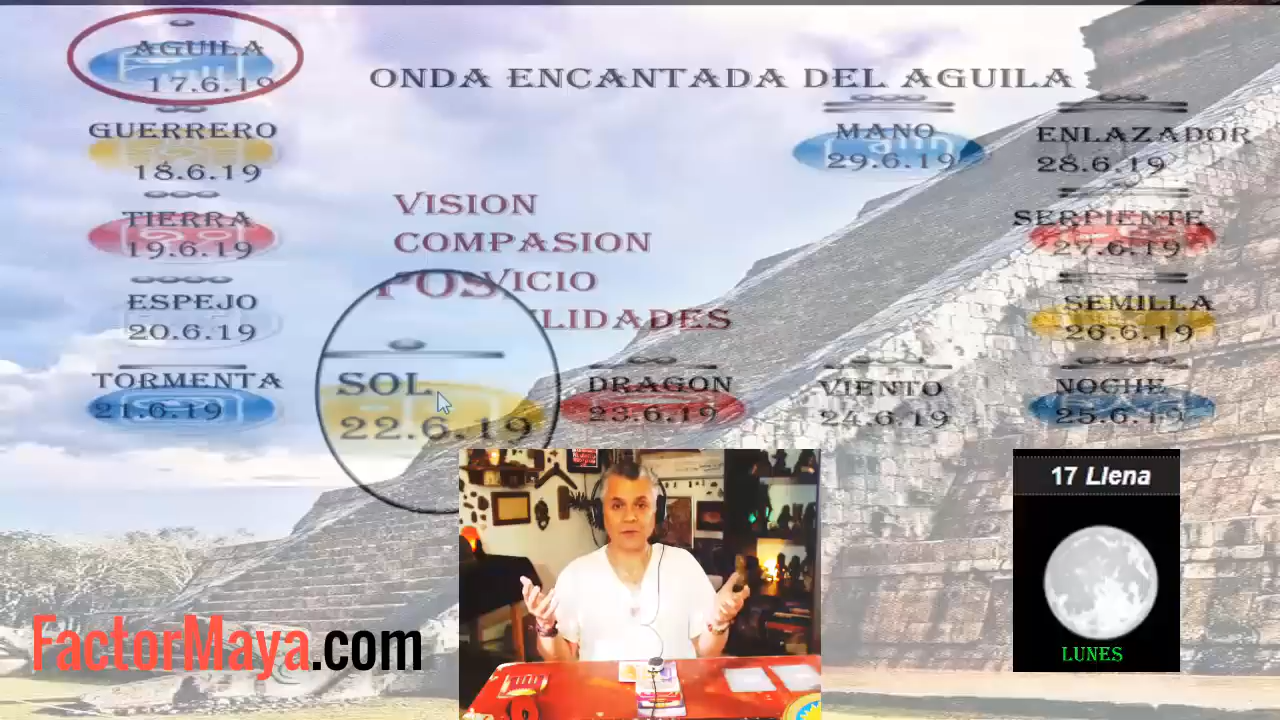 AGUILA
17.6.19
ONDA ENCANTADA DEL AGUILA
GUERRERO
18.6.19
MANO
29.6.19
ENLAZADOR
28.6.19
TIERRA
19.6.19
VISION
COMPASION
SERPIENTE
27.6.19
ESPEJO
20.6.19
SEMILLA
26.6.19
TORMENTA
21.6.19
SOL
22.6.19
DRAGON
23.6.19
VIENTO
24.6.19
NOCHE
25.6.19
17 Llena
LUNES
FactorMaya.com